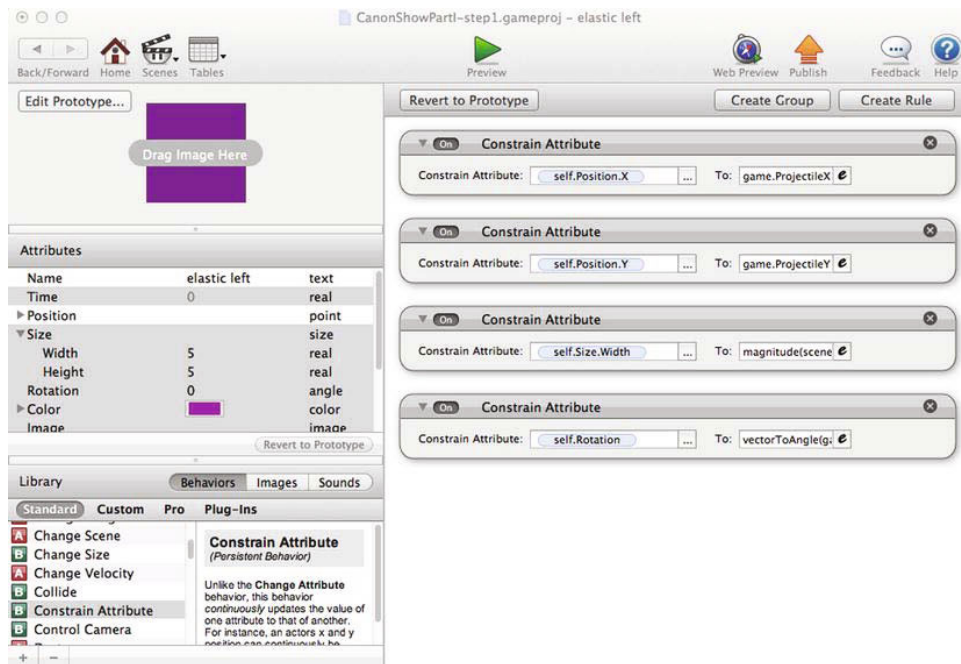 CanonShowPartI-step1.gameproj – elastic left
Back/Forward Home Scenes Tables Preview Web Preview Publish Feedback Help
Edit Prototype...
Drag Image Here
Revert to Prototype Create Group Create Rule
On Constrain Attribute
Constrain Attribute: self.Position.X ... To: game.ProjectileX e
On Constrain Attribute
Constrain Attribute: self.Position.Y ... To: game.ProjectileY e
On Constrain Attribute
Constrain Attribute: self.Size.Width ... To: magnitude(scene e
On Constrain Attribute
Constrain Attribute: self.Rotation ... To: vectorToAngle(ga e
Attributes
Name elastic left text
Time 0 real
Position point
Size size
Width 5 real
Height 5 real
Rotation 0 angle
Color color
Image image
Revert to Prototype
Library Behaviors Images Sounds
Standard Custom Pro Plug-Ins
A Change Scene
B Change Size
A Change Velocity
B Collide
B Constrain Attribute
B Control Camera
Constrain Attribute
(Persistent Behavior)
Unlike the Change Attribute
behavior, this behavior
continuously updates the value of
one attribute to that of another.
For instance, an actors x and y
position can continuously be